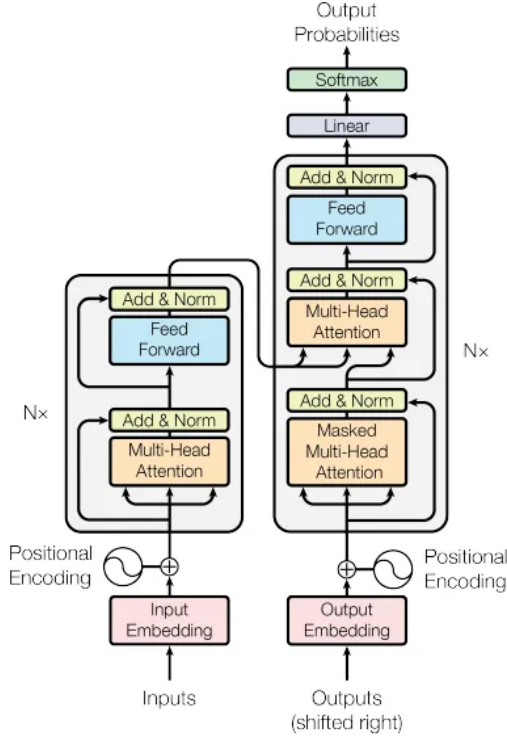 Output
Probabilities
Softmax
Linear
Add & Norm
Feed
Forward
Add & Norm
Multi-Head
Attention
Add & Norm
Masked
Multi-Head
Attention
N×
Add & Norm
Feed
Forward
Add & Norm
Multi-Head
Attention
N×
Positional
Encoding
Positional
Encoding
Input
Embedding
Output
Embedding
Inputs
Outputs
(shifted right)